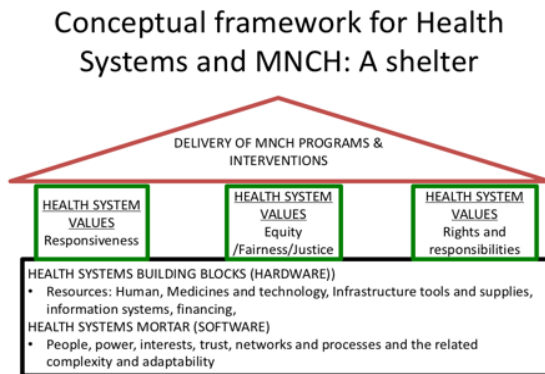 Conceptual framework for Health
Systems and MNCH: A shelter
DELIVERY OF MNCH PROGRAMS &
INTERVENTIONS
HEALTH SYSTEM
VALUES
Responsiveness
HEALTH SYSTEM
VALUES
Equity
/Fairness/Justice
HEALTH SYSTEM
VALUES
Rights and
responsibilities
HEALTH SYSTEMS BUILDING BLOCKS (HARDWARE))
• Resources: Human, Medicines and technology, Infrastructure tools and supplies,
information systems, financing,
HEALTH SYSTEMS MORTAR (SOFTWARE)
• People, power, interests, trust, networks and processes and the related
complexity and adaptability